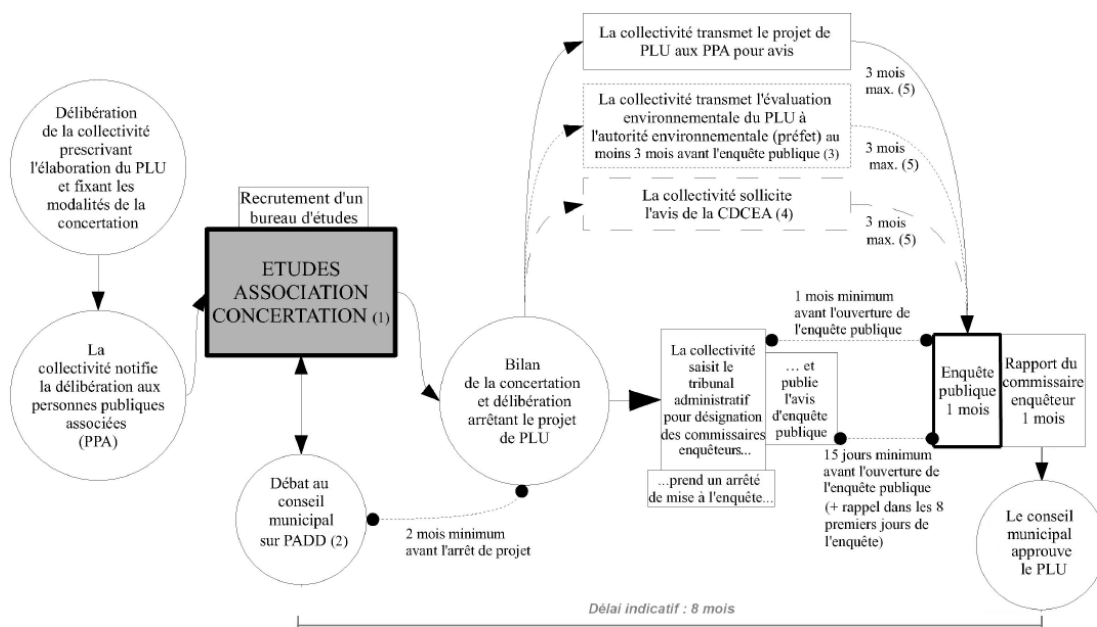 Délibération
de la collectivité
prescrivant
l'élaboration du PLU
et fixant les
modalités de la
concertation
La
collectivité notifie
la délibération aux
personnes publiques
associées
(PPA)
Recrutement d'un
bureau d'études
ETUDES
ASSOCIATION
CONCERTATION (1)
Débat au
conseil
municipal
sur PADD (2)
2 mois minimum
avant l'arrêt de projet
Bilan
de la concertation
et délibération
arrêtant le projet
de PLU
La collectivité transmet le projet de
PLU aux PPA pour avis
3 mois
max. (5)
La collectivité transmet l'évaluation
environementale du PLU à
l'autorité environementale (préfet) au
moins 3 mois avant l'enquête publique (3)
3 mois
max. (5)
La collectivité sollicite
l'avis de la CDCEA (4)
3 mois
max. (5)
La collectivité
saisit le
tribunal
administratif
pour désignation
des commissaires
enquêteurs...
... et
publie
l'avis
d'enquête
publique
...prend un arrêté
de mise à l'enquête...
1 mois minimum
avant l'ouverture de
l'enquête publique
15 jours minimum
avant l'ouverture de
l'enquête publique
(+ rappel dans les 8
premiers jours de
l'enquête)
Enquête
publique
1 mois
Rapport du
commissaire
enquêteur
1 mois
Le conseil
municipal
approuve
le PLU
Délai indicatif : 8 mois